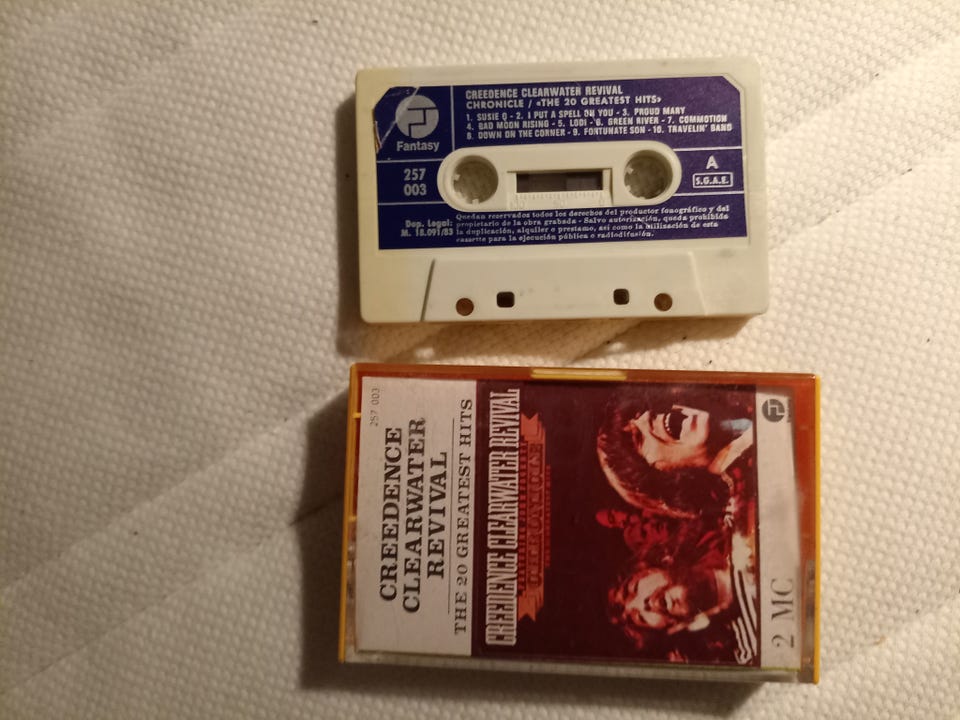 CREEDENCE CLEARWATER REVIVAL
CHRONICLE / «THE 20 GREATEST HITS»
1. SUSIE Q - 2. I PUT A SPELL ON YOU - 3. PROUD MARY
4. BAD MOON RISING - 5. LODI - 6. GREEN RIVER - 7. COMMOTION
8. DOWN ON THE CORNER - 9. FORTUNATE SON - 10. TRAVELIN' BAND
Fantasy
257
003
A
S.G.A.E.
Dep. Legal:
M. 18.091/83
Quedan reservados todos los derechos del productor fonográfico y del
propietario de la obra grabada - Salvo autorización, queda prohibida
la duplicación, alquiler o prestamo, así como la utilización de esta
cassette para la ejecución pública o radiodifusión.
257 003
CREEDENCE
CLEARWATER
REVIVAL
THE 20 GREATEST HITS
CREEDENCE CLEARWATER REVIVAL
CHRONICLE
2 MC